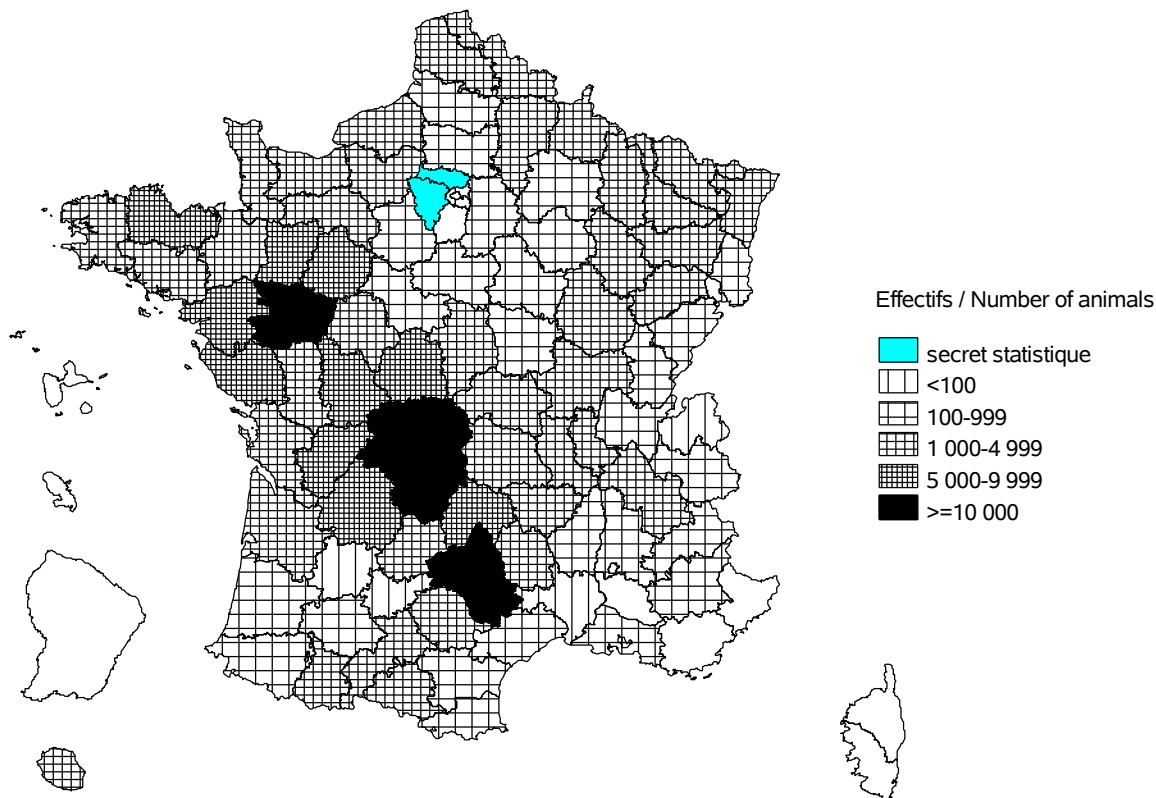 Effectifs / Number of animals
secret statistique
<100
100-999
1 000-4 999
5 000-9 999
>=10 000